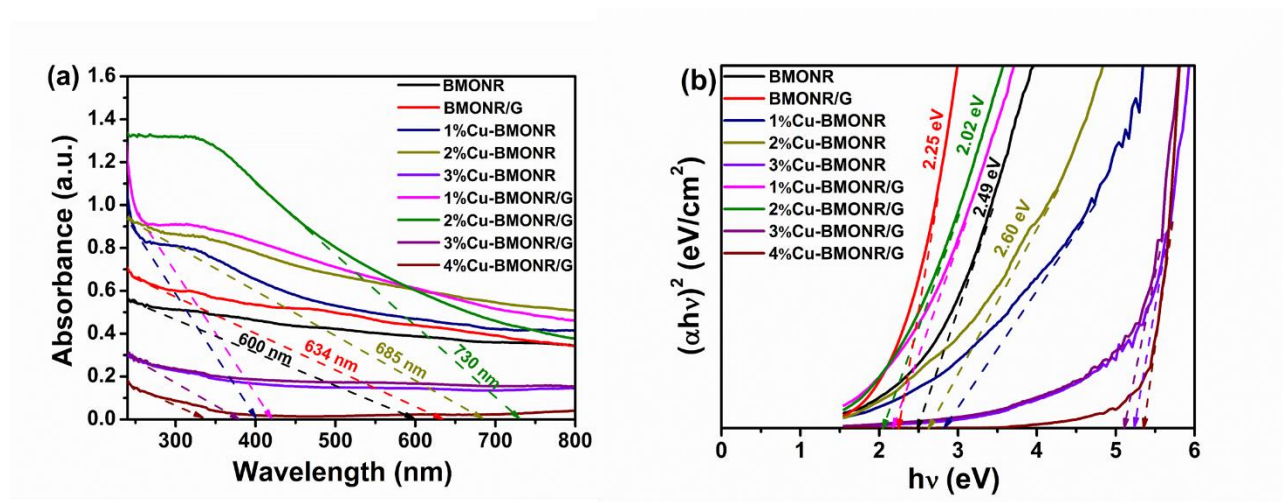 (a)
1.6
1.4
1.2
1.0
0.8
0.6
0.4
0.2
0.0
Absorbance (a.u.)
BMONR
BMONR/G
1%Cu-BMONR
2%Cu-BMONR
3%Cu-BMONR
1%Cu-BMONR/G
2%Cu-BMONR/G
3%Cu-BMONR/G
4%Cu-BMONR/G
600 nm
634 nm
685 nm
730 nm
300 400 500 600 700 800
Wavelength (nm)
(b)
(αhν)² (eV/cm²)
BMONR
BMONR/G
1%Cu-BMONR
2%Cu-BMONR
3%Cu-BMONR
1%Cu-BMONR/G
2%Cu-BMONR/G
3%Cu-BMONR/G
4%Cu-BMONR/G
2.25 eV
2.02 eV
2.49 eV
2.60 eV
0 1 2 3 4 5 6
hν (eV)